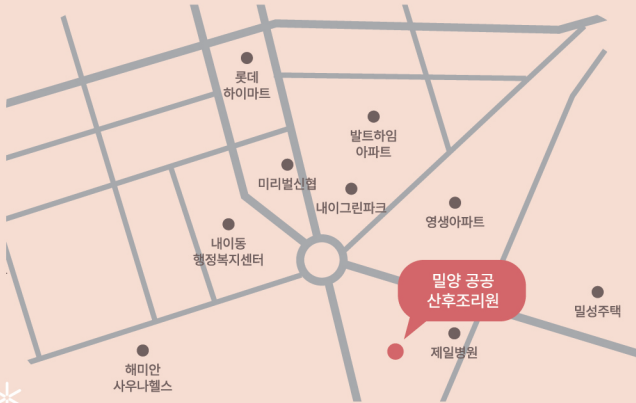 롯데
하이마트
발트하임
아파트
미리벌신협
내이그린파크
영생아파트
내이동
행정복지센터
밀양 공공
산후조리원
밀성주택
제일병원
해미안
사우나헬스